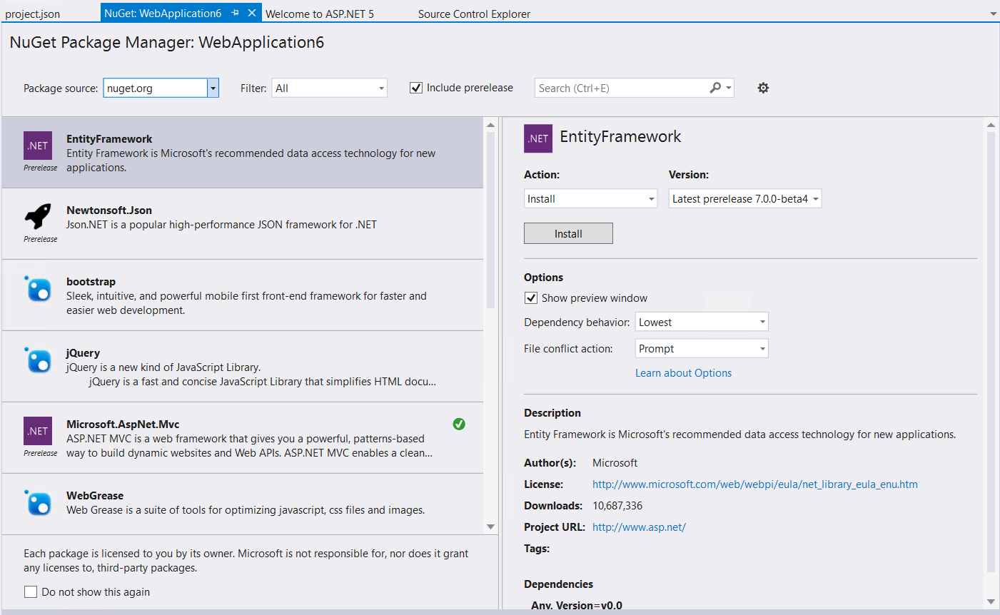 project.json
NuGet: WebApplication6
Welcome to ASP.NET 5
Source Control Explorer
NuGet Package Manager: WebApplication6
Package source: nuget.org
Filter: All
Include prerelease
Search (Ctrl+E)
.NET
Prerelease
EntityFramework
Entity Framework is Microsoft's recommended data access technology for new
applications.
Prerelease
Newtonsoft.Json
Json.NET is a popular high-performance JSON framework for .NET
bootstrap
Sleek, intuitive, and powerful mobile first front-end framework for faster and
easier web development.
jQuery
jQuery is a new kind of JavaScript Library.
jQuery is a fast and concise JavaScript Library that simplifies HTML docu...
.NET
Prerelease
Microsoft.AspNet.Mvc
ASP.NET MVC is a web framework that gives you a powerful, patterns-based
way to build dynamic websites and Web APIs. ASP.NET MVC enables a clean...
WebGrease
Web Grease is a suite of tools for optimizing javascript, css files and images.
Each package is licensed to you by its owner. Microsoft is not responsible for, nor does it grant
any licenses to, third-party packages.
Do not show this again
.NET
EntityFramework
Action:
Version:
Install
Latest prerelease 7.0.0-beta4
Install
Options
Show preview window
Dependency behavior: Lowest
File conflict action: Prompt
Learn about Options
Description
Entity Framework is Microsoft's recommended data access technology for new applications.
Author(s): Microsoft
License: http://www.microsoft.com/web/webpi/eula/net_library_eula_enu.htm
Downloads: 10,687,336
Project URL: http://www.asp.net/
Tags:
Dependencies
Any, Version=v0.0